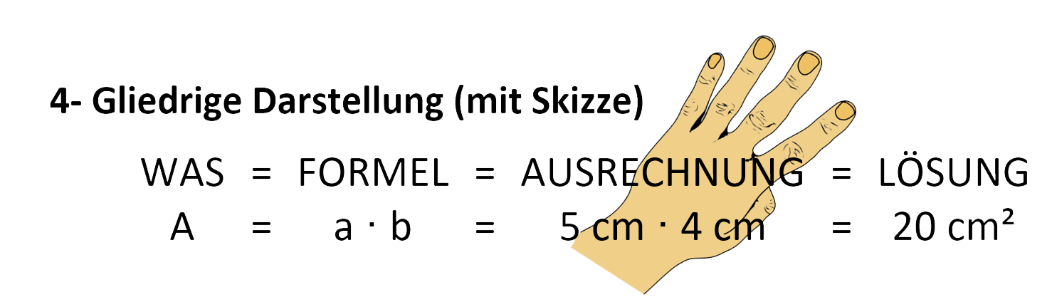 4- Gliedrige Darstellung (mit Skizze)
WAS = FORMEL = AUSRECHNUNG = LÖSUNG
A = a · b = 5 cm · 4 cm = 20 cm²